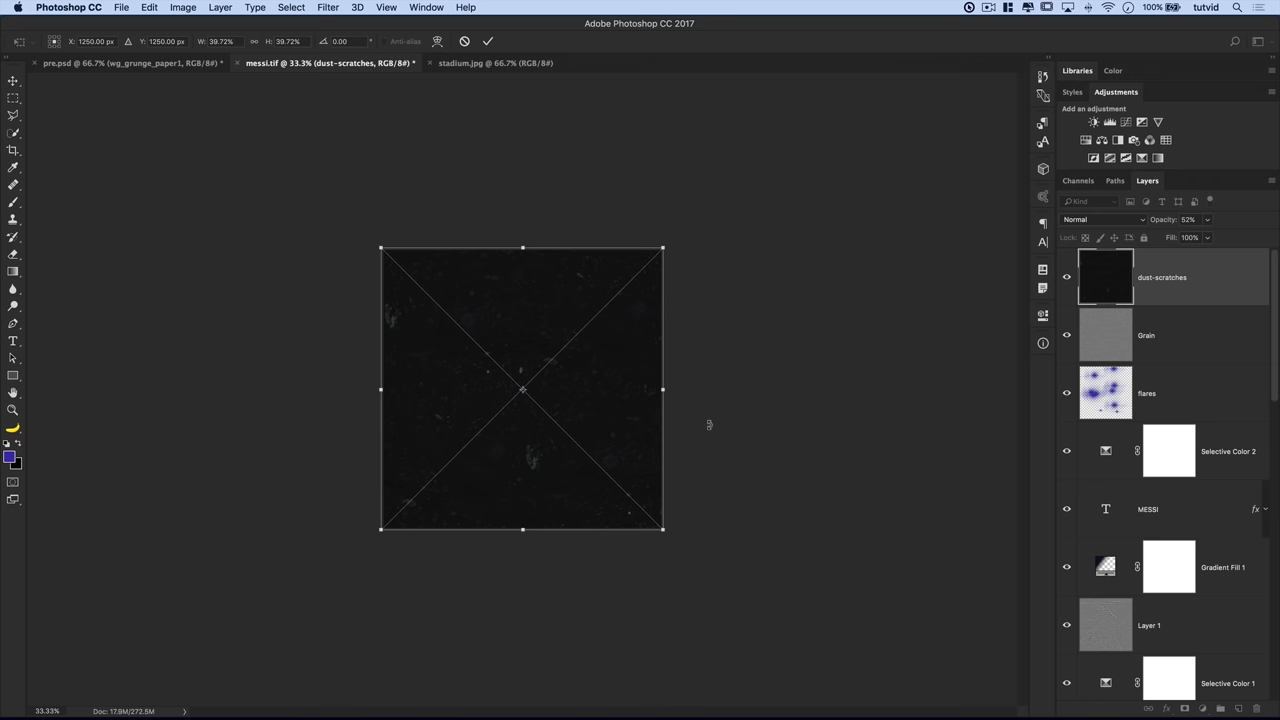 Photoshop CC File Edit Image Layer Type Select Filter 3D View Window Help 100% tutvid
Adobe Photoshop CC 2017
X: 1250.00 px Y: 1250.00 px W: 39.72% H: 39.72% 0.00 ° Anti-alias
× pre.psd @ 66.7% (wg_grunge_paper1, RGB/8#) * × messi.tif @ 33.3% (dust-scratches, RGB/8#) * × stadium.jpg @ 66.7% (RGB/8#)
Libraries Color
Styles Adjustments
Add an adjustment
Channels Paths Layers
Kind
Normal Opacity: 52%
Lock: Fill: 100%
dust-scratches
Grain
flares
Selective Color 2
T MESSI fx
Gradient Fill 1
Layer 1
Selective Color 1
33.33% Doc: 17.9M/272.5M